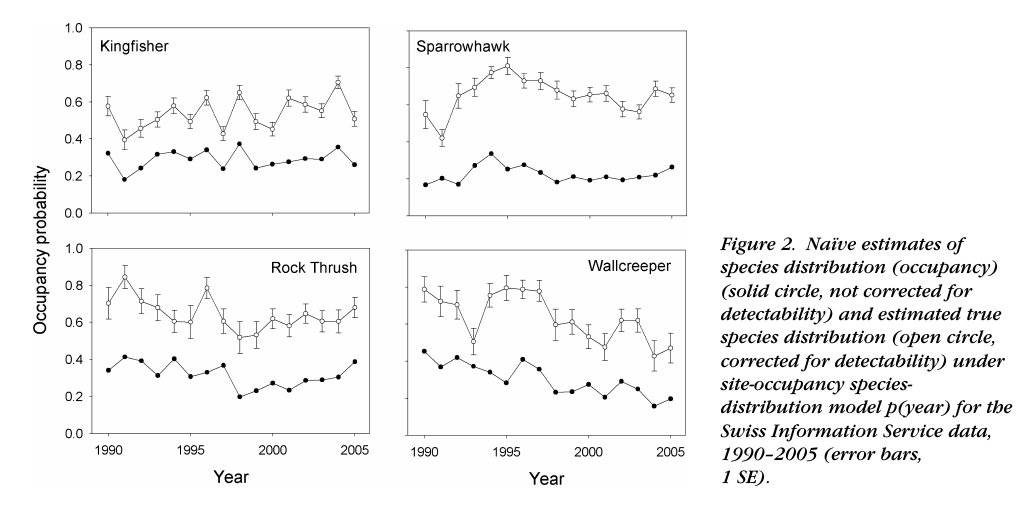 1.0
Kingfisher
Sparrowhawk
0.8
0.6
0.4
0.2
0.0
Occupancy probability
1.0
Rock Thrush
Wallcreeper
0.8
0.6
0.4
0.2
0.0
1990 1995 2000 2005
1990 1995 2000 2005
Year
Year
Figure 2. Naïve estimates of
species distribution (occupancy)
(solid circle, not corrected for
detectability) and estimated true
species distribution (open circle,
corrected for detectability) under
site-occupancy species-
distribution model p(year) for the
Swiss Information Service data,
1990–2005 (error bars,
1 SE).